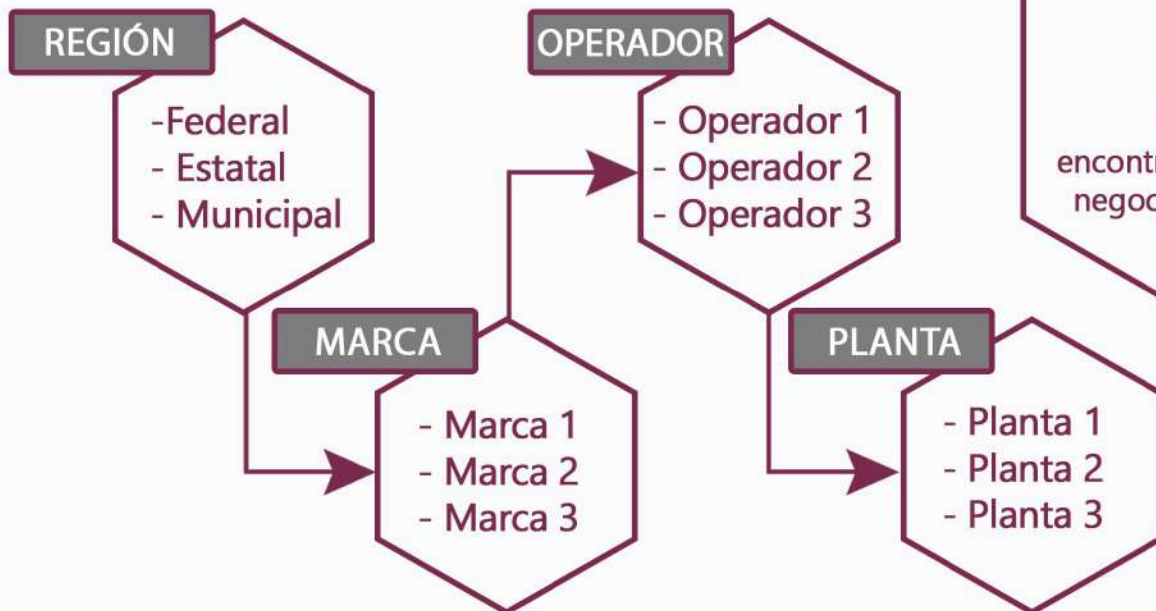 REGIÓN
-Federal
- Estatal
- Municipal
MARCA
- Marca 1
- Marca 2
- Marca 3
OPERADOR
- Operador 1
- Operador 2
- Operador 3
PLANTA
- Planta 1
- Planta 2
- Planta 3